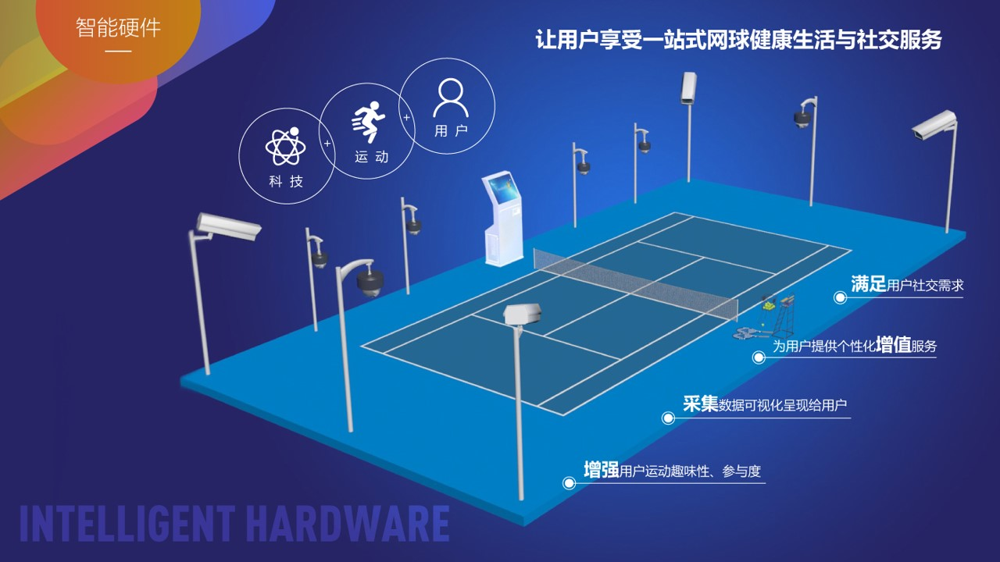 智能硬件
让用户享受一站式网球健康生活与社交服务
科技
+
运动
+
用户
满足用户社交需求
为用户提供个性化增值服务
采集数据可视化呈现给用户
增强用户运动趣味性、参与度
INTELLIGENT HARDWARE